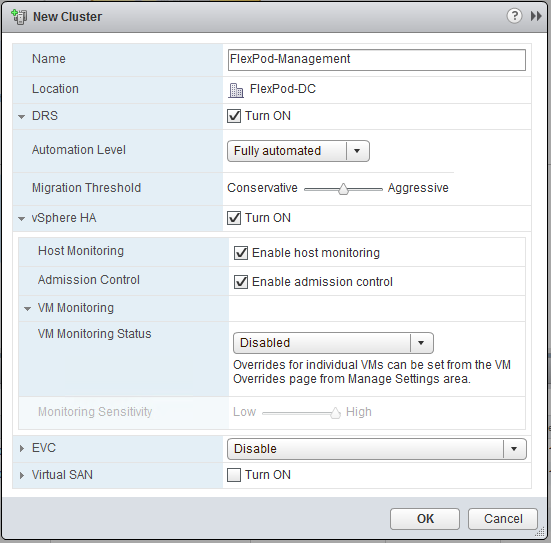 New Cluster
Name FlexPod-Management
Location FlexPod-DC
DRS Turn ON
Automation Level Fully automated
Migration Threshold Conservative Aggressive
vSphere HA Turn ON
Host Monitoring Enable host monitoring
Admission Control Enable admission control
VM Monitoring
VM Monitoring Status Disabled
Overrides for individual VMs can be set from the VM
Overrides page from Manage Settings area.
Monitoring Sensitivity Low High
EVC Disable
Virtual SAN Turn ON
OK Cancel